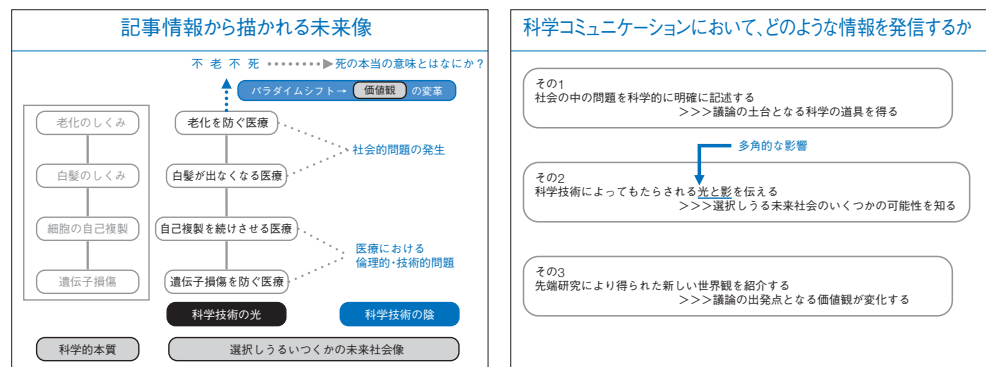 記事情報から描かれる未来像
不老不死 ・・・・・・・・▶死の本当の意味とはなにか？
パラダイムシフト→ 価値観 の変革
老化のしくみ
老化を防ぐ医療
社会的問題の発生
白髪のしくみ
白髪が出なくなる医療
細胞の自己複製
自己複製を続けさせる医療
医療における
倫理的・技術的問題
遺伝子損傷
遺伝子損傷を防ぐ医療
科学技術の光
科学技術の陰
科学的本質
選択しうるいつくかの未来社会像
科学コミュニケーションにおいて、どのような情報を発信するか
その1
社会の中の問題を科学的に明確に記述する
>>>議論の土台となる科学の道具を得る
多角的な影響
その2
科学技術によってもたらされる光と影を伝える
>>>選択しうる未来社会のいくつかの可能性を知る
その3
先端研究により得られた新しい世界観を紹介する
>>>議論の出発点となる価値観が変化する